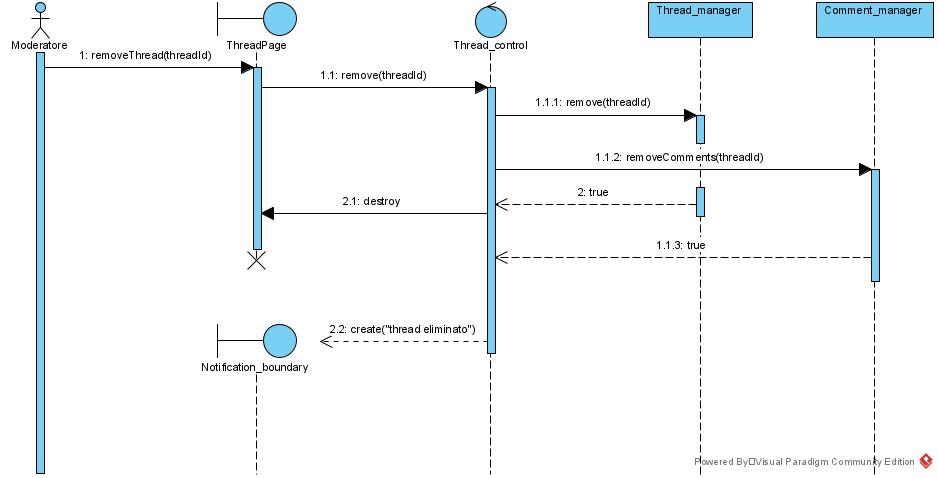 Moderatore
ThreadPage
Thread_control
Thread_manager
Comment_manager
1: removeThread(threadId)
1.1: remove(threadId)
1.1.1: remove(threadId)
1.1.2: removeComments(threadId)
2: true
2.1: destroy
1.1.3: true
2.2: create("thread eliminato")
Notification_boundary
Powered By□Visual Paradigm Community Edition